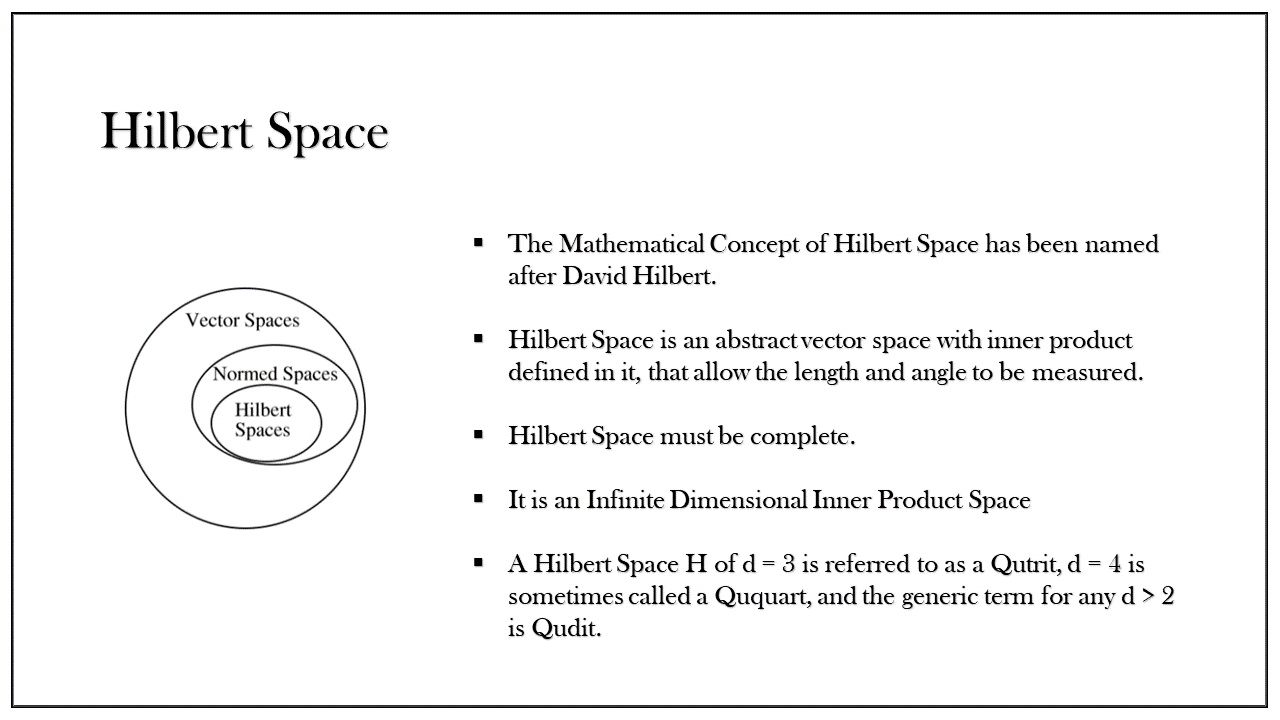 Hilbert Space
Vector Spaces
Normed Spaces
Hilbert
Spaces
▪ The Mathematical Concept of Hilbert Space has been named
after David Hilbert.
▪ Hilbert Space is an abstract vector space with inner product
defined in it, that allow the length and angle to be measured.
▪ Hilbert Space must be complete.
▪ It is an Infinite Dimensional Inner Product Space
▪ A Hilbert Space H of d = 3 is referred to as a Qutrit, d = 4 is
sometimes called a Ququart, and the generic term for any d > 2
is Qudit.